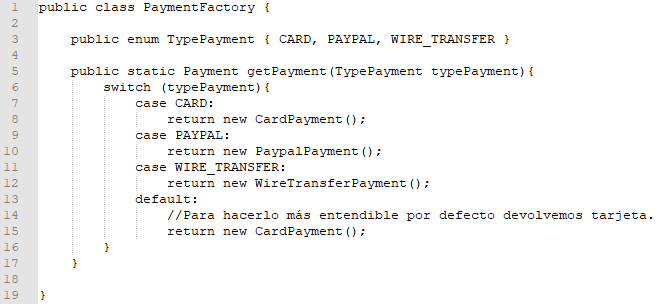 1 public class PaymentFactory {
2
3 public enum TypePayment { CARD, PAYPAL, WIRE_TRANSFER }
4
5 public static Payment getPayment(TypePayment typePayment){
6 switch (typePayment){
7 case CARD:
8 return new CardPayment();
9 case PAYPAL:
10 return new PaypalPayment();
11 case WIRE_TRANSFER:
12 return new WireTransferPayment();
13 default:
14 //Para hacerlo más entendible por defecto devolvemos tarjeta.
15 return new CardPayment();
16 }
17 }
18
19 }